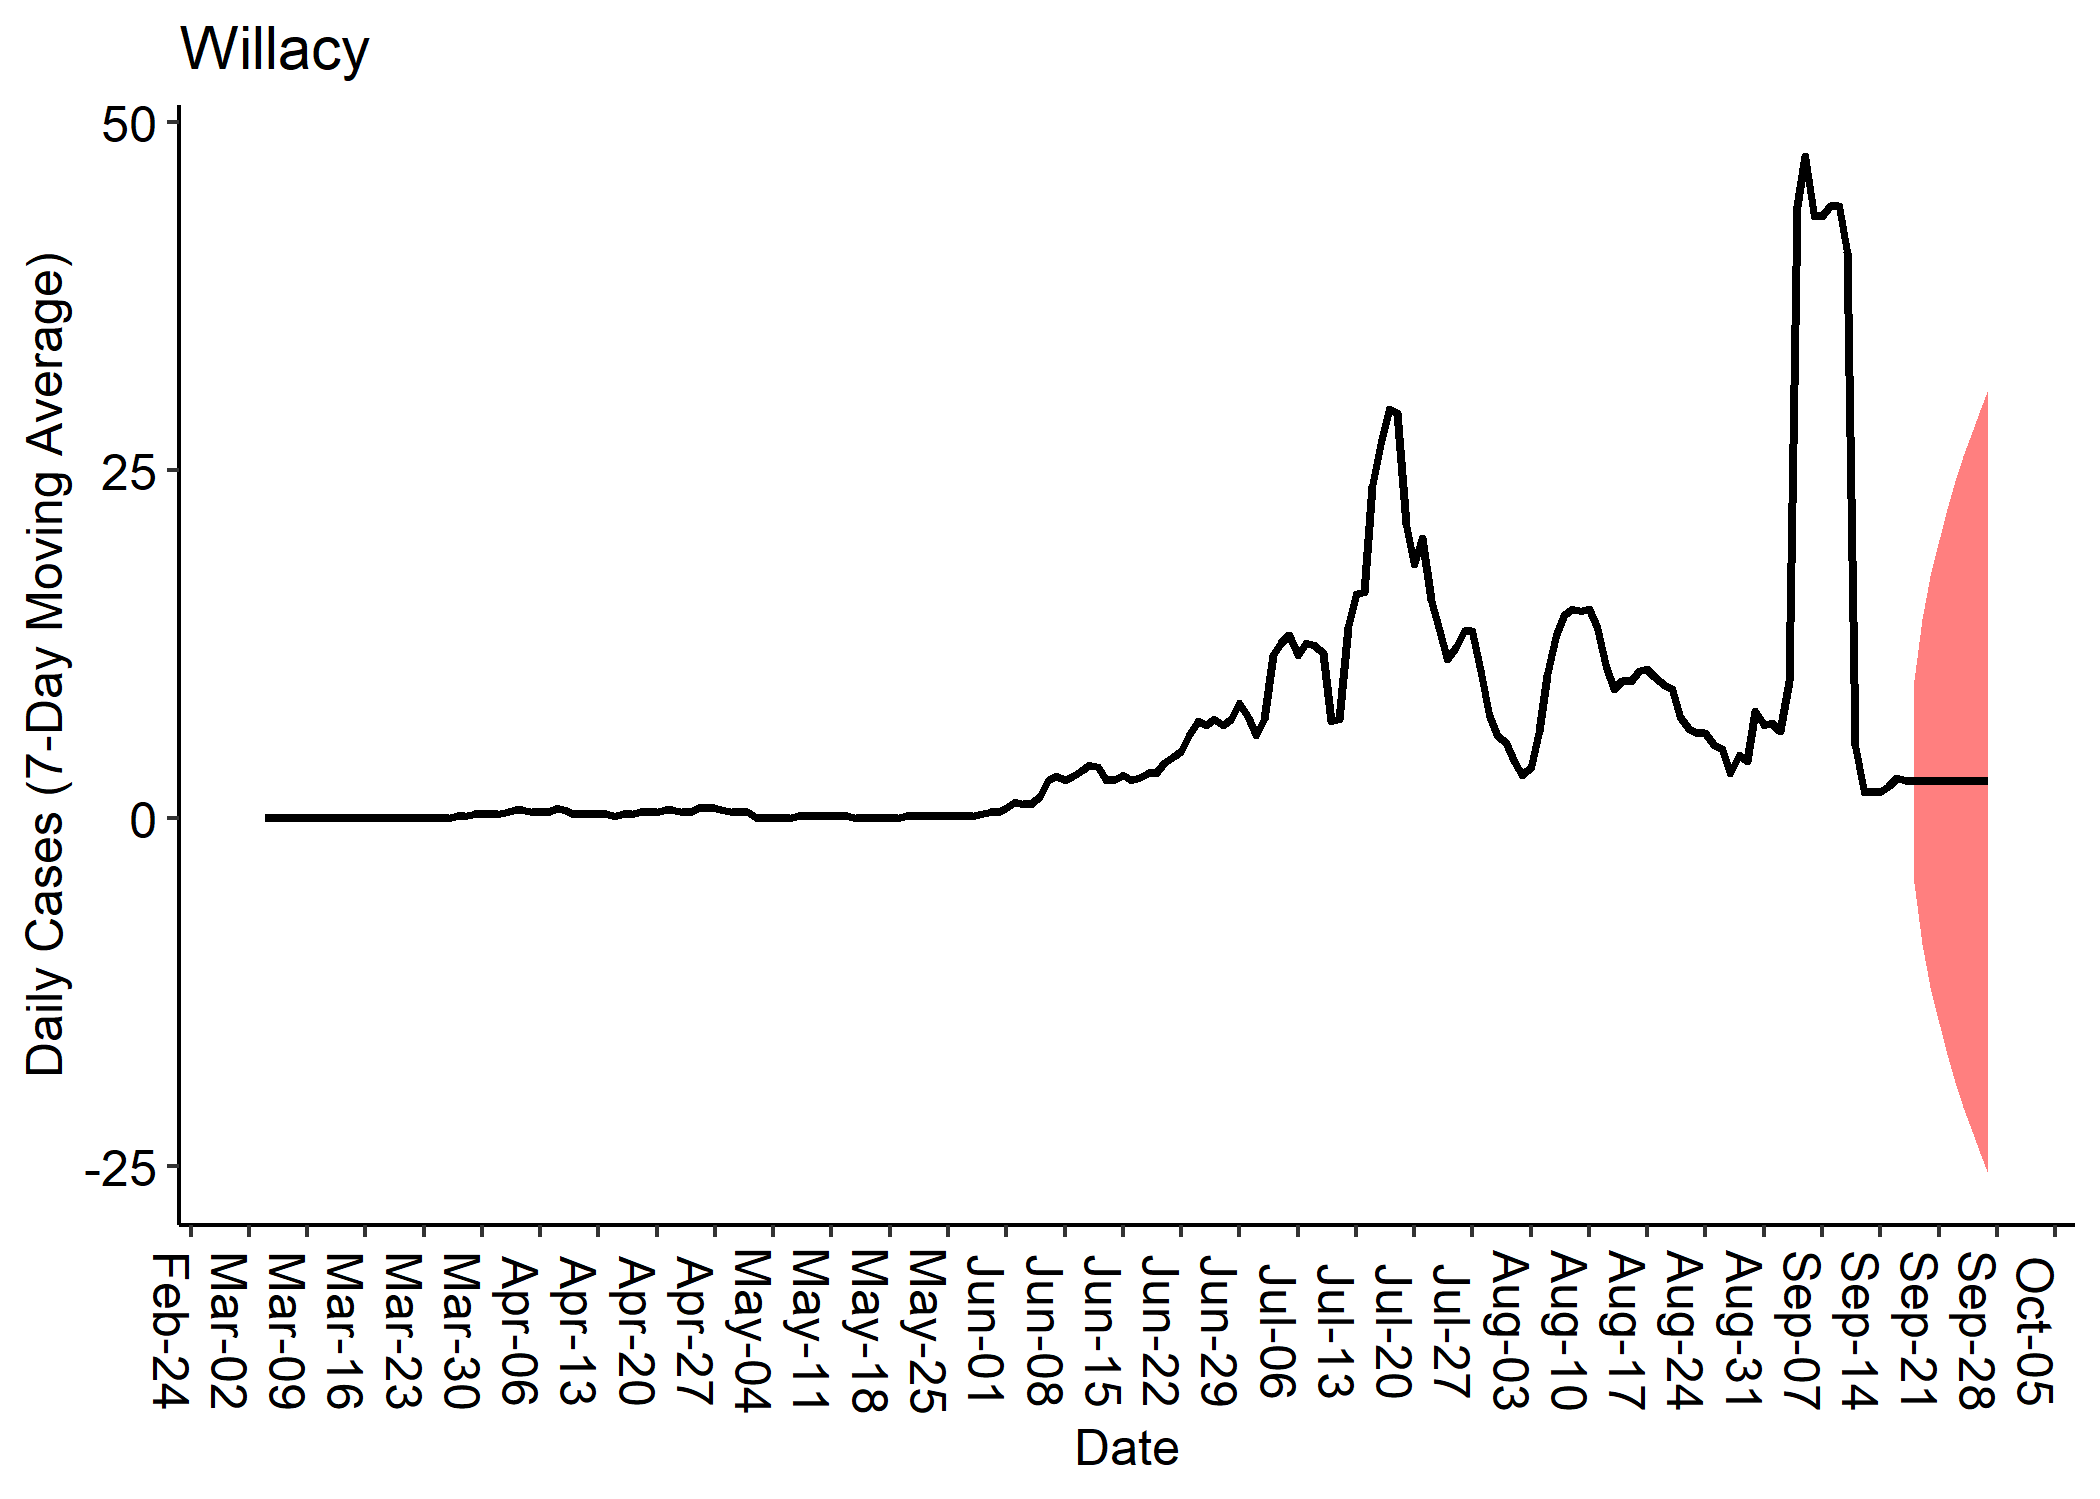 Willacy
50
25
0
-25
Daily Cases (7-Day Moving Average)
Feb-24
Mar-02
Mar-09
Mar-16
Mar-23
Mar-30
Apr-06
Apr-13
Apr-20
Apr-27
May-04
May-11
May-18
May-25
Jun-01
Jun-08
Jun-15
Jun-22
Jun-29
Jul-06
Jul-13
Jul-20
Jul-27
Aug-03
Aug-10
Aug-17
Aug-24
Aug-31
Sep-07
Sep-14
Sep-21
Sep-28
Oct-05
Date